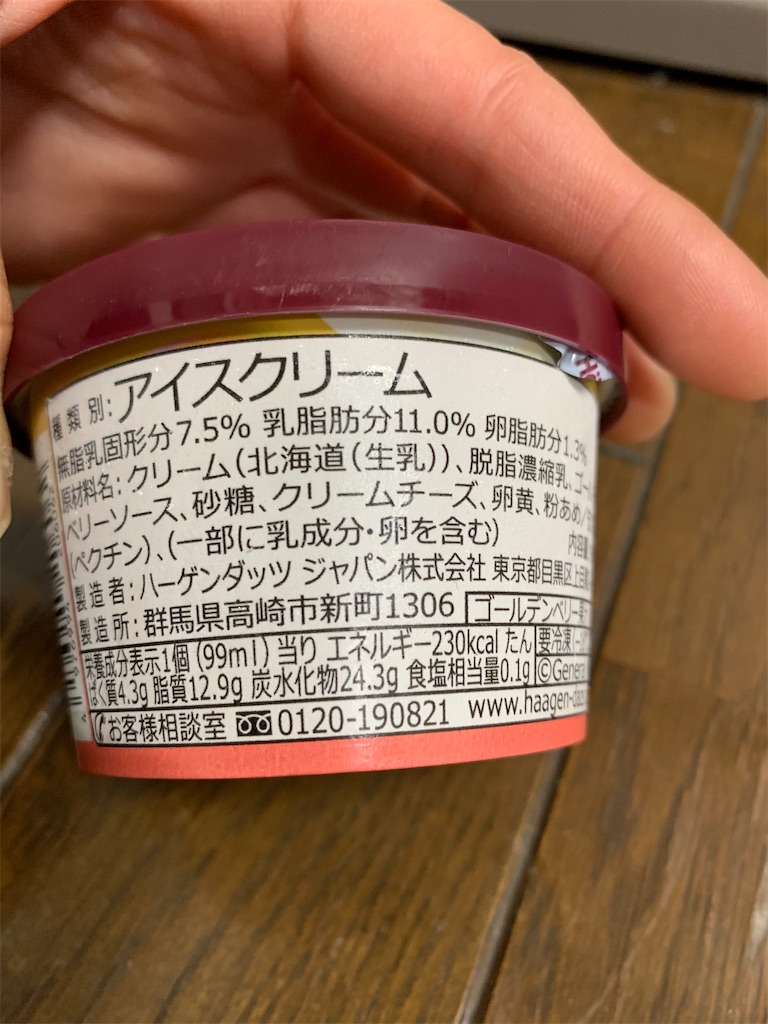 種類別:アイスクリーム
無脂乳固形分7.5% 乳脂肪分11.0% 卵脂肪分1.3%
原材料名:クリーム(北海道(生乳))、脱脂濃縮乳、ゴー
ベリーソース、砂糖、クリームチーズ、卵黄、粉あめ/
(ペクチン)、(一部に乳成分・卵を含む) 内容量
製造者:ハーゲンダッツ ジャパン株式会社 東京都目黒区上目
製造所:群馬県高崎市新町1306 ゴールデンベリー果
栄養成分表示1個(99ml)当り エネルギー230kcal たん 要冷凍
ぱく質4.3g 脂質12.9g 炭水化物24.3g 食塩相当量0.1g ©General
お客様相談室 0120-190821 www.haagen-daz